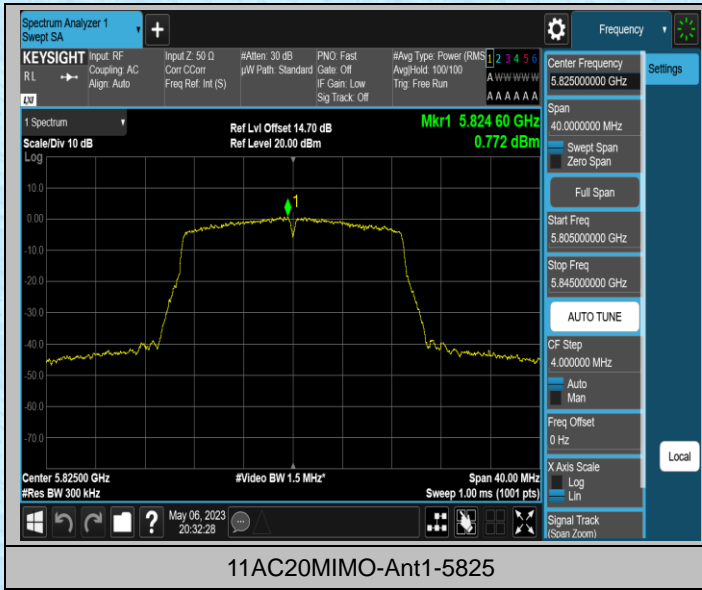 Spectrum Analyzer 1
Swept SA
Frequency
KEYSIGHT
RL
LXI
Input: RF
Coupling: AC
Align: Auto
Input Z: 50 Ω
Corr CCorr
Freq Ref: Int (S)
#Atten: 30 dB
µW Path: Standard
PNO: Fast
Gate: Off
IF Gain: Low
Sig Track: Off
#Avg Type: Power (RMS
Avg|Hold: 100/100
Trig: Free Run
1 2 3 4 5 6
A W W W W W
A A A A A A
1 Spectrum
Scale/Div 10 dB
Log
Ref Lvl Offset 14.70 dB
Ref Level 20.00 dBm
Mkr1 5.824 60 GHz
0.772 dBm
10.0
0.00
-10.0
-20.0
-30.0
-40.0
-50.0
-60.0
-70.0
1
Center 5.82500 GHz
#Res BW 300 kHz
#Video BW 1.5 MHz*
Span 40.00 MHz
Sweep 1.00 ms (1001 pts)
?
May 06, 2023
20:32:28
Center Frequency
5.825000000 GHz
Settings
Span
40.0000000 MHz
Swept Span
Zero Span
Full Span
Start Freq
5.805000000 GHz
Stop Freq
5.845000000 GHz
AUTO TUNE
CF Step
4.000000 MHz
Auto
Man
Freq Offset
0 Hz
Local
X Axis Scale
Log
Lin
Signal Track
(Span Zoom)
11AC20MIMO-Ant1-5825